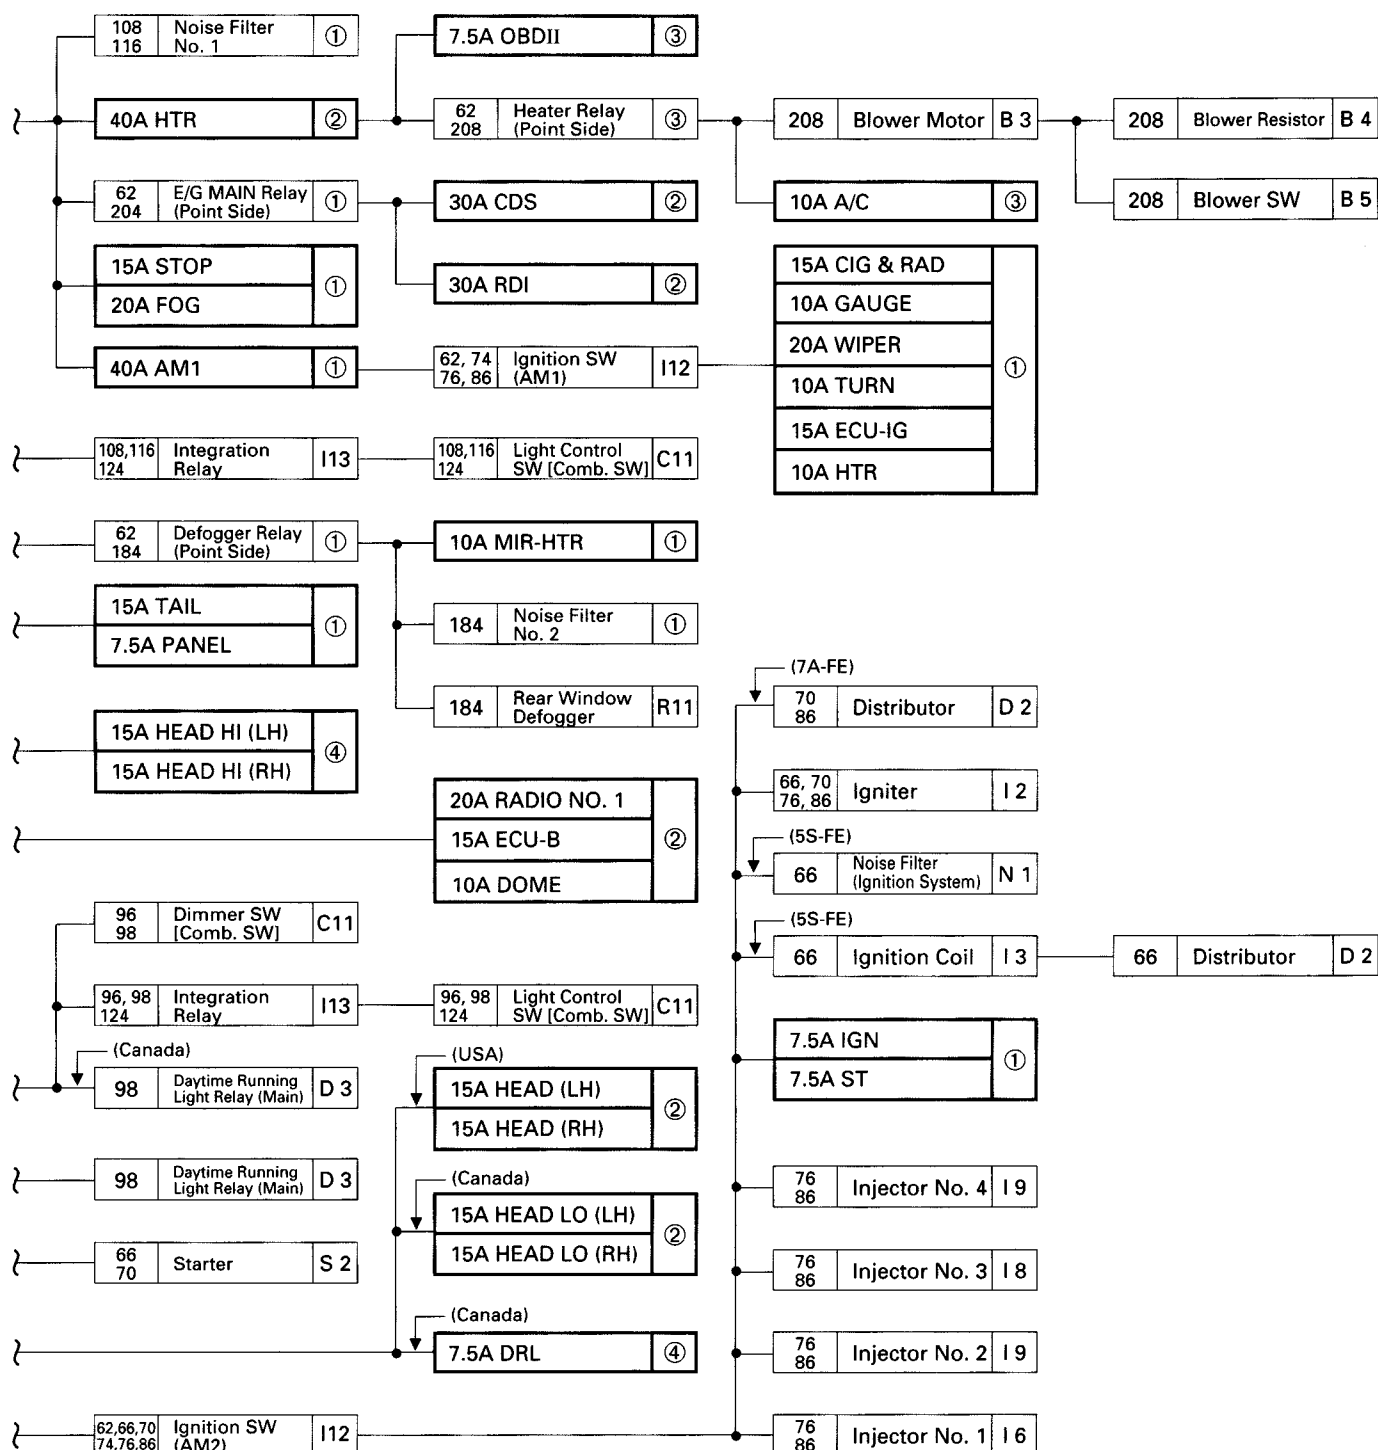 108
116
Noise Filter
No. 1
①
7.5A OBDII
③
40A HTR
②
62
208
Heater Relay
(Point Side)
③
208
Blower Motor
B 3
208
Blower Resistor
B 4
62
204
E/G MAIN Relay
(Point Side)
①
30A CDS
②
10A A/C
③
208
Blower SW
B 5
15A STOP
20A FOG
①
30A RDI
②
15A CIG & RAD
10A GAUGE
20A WIPER
10A TURN
15A ECU-IG
10A HTR
①
40A AM1
①
62, 74
76, 86
Ignition SW
(AM1)
I12
108,116
124
Integration
Relay
I13
108,116
124
Light Control
SW [Comb. SW]
C11
62
184
Defogger Relay
(Point Side)
①
10A MIR-HTR
①
15A TAIL
7.5A PANEL
①
184
Noise Filter
No. 2
①
184
Rear Window
Defogger
R11
(7A-FE)
70
86
Distributor
D 2
15A HEAD HI (LH)
15A HEAD HI (RH)
④
66, 70
76, 86
Igniter
I 2
20A RADIO NO. 1
15A ECU-B
10A DOME
②
(5S-FE)
66
Noise Filter
(Ignition System)
N 1
96
98
Dimmer SW
[Comb. SW]
C11
(5S-FE)
66
Ignition Coil
I 3
66
Distributor
D 2
96, 98
124
Integration
Relay
I13
96, 98
124
Light Control
SW [Comb. SW]
C11
7.5A IGN
7.5A ST
①
(Canada)
98
Daytime Running
Light Relay (Main)
D 3
(USA)
15A HEAD (LH)
15A HEAD (RH)
②
98
Daytime Running
Light Relay (Main)
D 3
(Canada)
15A HEAD LO (LH)
15A HEAD LO (RH)
②
76
86
Injector No. 4
I 9
66
70
Starter
S 2
76
86
Injector No. 3
I 8
(Canada)
7.5A DRL
④
76
86
Injector No. 2
I 9
62,66,70
74,76,86
Ignition SW
(AM2)
I12
76
86
Injector No. 1
I 6